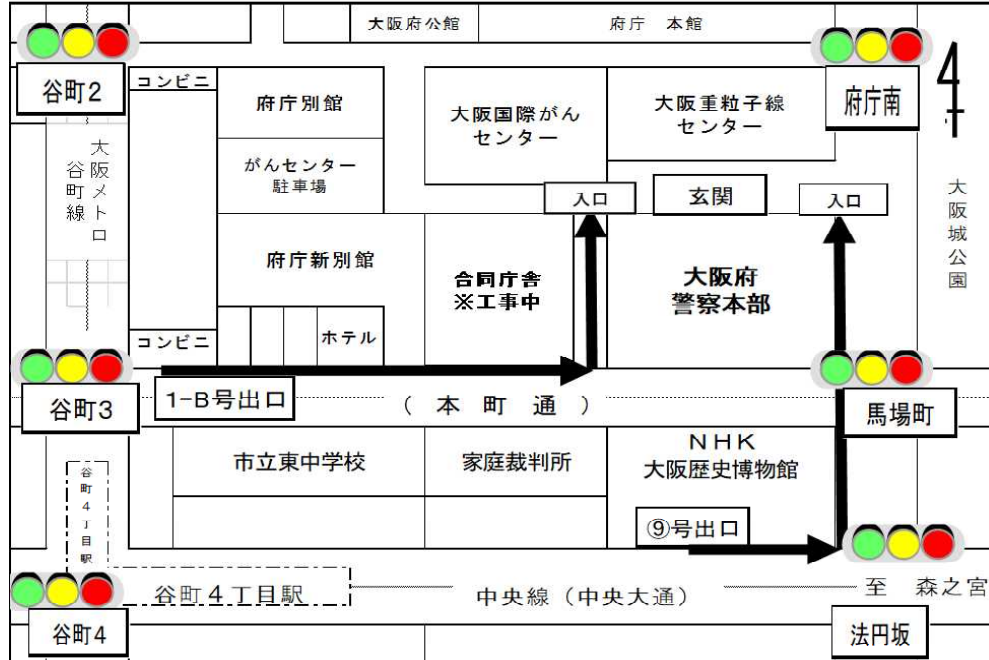 大阪府公館
府庁 本館
谷町2
コンビニ
府庁別館
大阪国際がん
センター
大阪重粒子線
センター
府庁南
4
大阪メトロ
谷町線
がんセンター
駐車場
入口
玄関
入口
大阪城公園
府庁新別館
合同庁舎
※工事中
大阪府
警察本部
コンビニ
ホテル
谷町3
1-B号出口
(本町通)
馬場町
市立東中学校
家庭裁判所
NHK
大阪歴史博物館
谷町4丁目駅
⑨号出口
谷町4丁目駅
中央線(中央大通)
至 森之宮
谷町4
法円坂